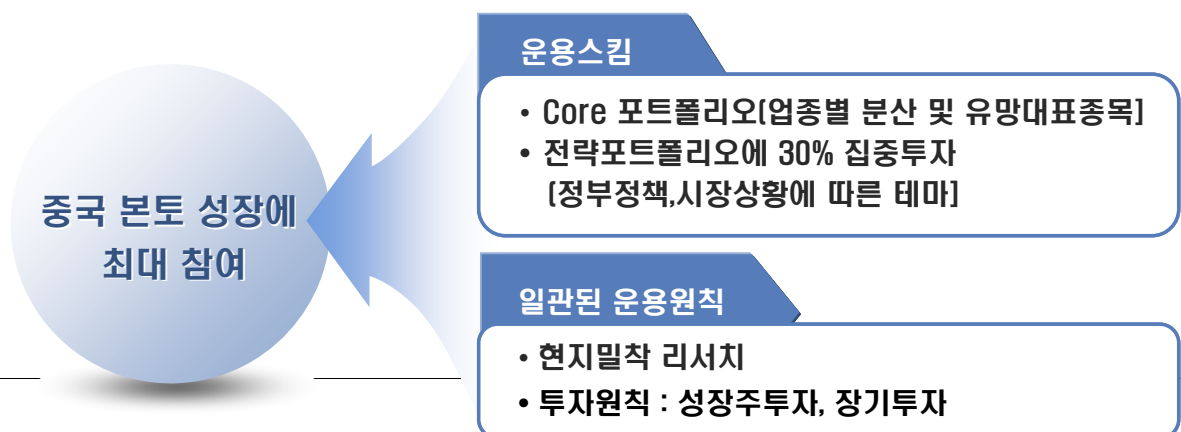 중국 본토 성장에
최대 참여
운용스킴
• Core 포트폴리오[업종별 분산 및 유망대표종목]
• 전략포트폴리오에 30% 집중투자
[정부정책,시장상황에 따른 테마]
일관된 운용원칙
• 현지밀착 리서치
• 투자원칙 : 성장주투자, 장기투자